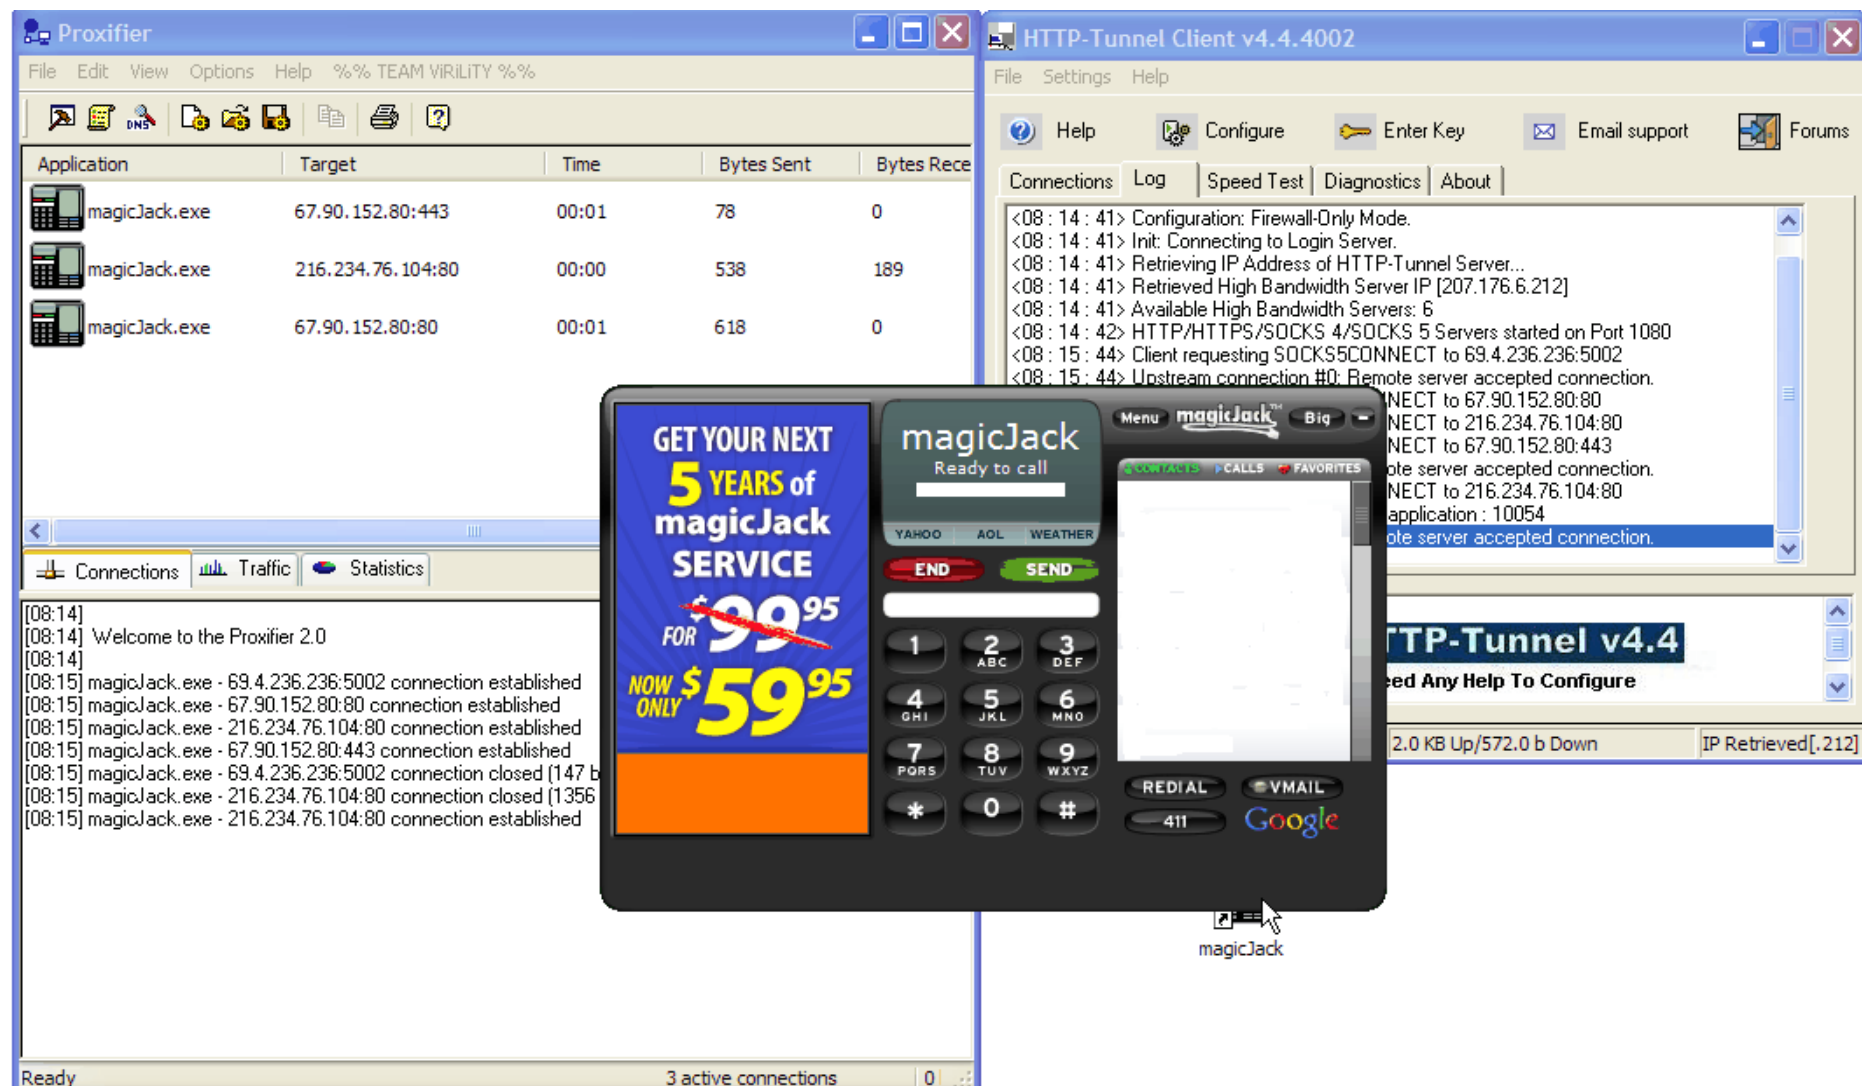 Proxifier
File Edit View Options Help %% TEAM ViRiLiTY %%
DNS
Application Target Time Bytes Sent Bytes Rece
magicJack.exe 67.90.152.80:443 00:01 78 0
magicJack.exe 216.234.76.104:80 00:00 538 189
magicJack.exe 67.90.152.80:80 00:01 618 0
Connections Traffic Statistics
[08:14]
[08:14] Welcome to the Proxifier 2.0
[08:14]
[08:15] magicJack.exe - 69.4.236.236:5002 connection established
[08:15] magicJack.exe - 67.90.152.80:80 connection established
[08:15] magicJack.exe - 216.234.76.104:80 connection established
[08:15] magicJack.exe - 67.90.152.80:443 connection established
[08:15] magicJack.exe - 69.4.236.236:5002 connection closed (147 b
[08:15] magicJack.exe - 216.234.76.104:80 connection closed (1356
[08:15] magicJack.exe - 216.234.76.104:80 connection established
Ready 3 active connections 0
HTTP-Tunnel Client v4.4.4002
File Settings Help
Help Configure Enter Key Email support Forums
Connections Log Speed Test Diagnostics About
<08 : 14 : 41> Configuration: Firewall-Only Mode.
<08 : 14 : 41> Init: Connecting to Login Server.
<08 : 14 : 41> Retrieving IP Address of HTTP-Tunnel Server...
<08 : 14 : 41> Retrieved High Bandwidth Server IP [207.176.6.212]
<08 : 14 : 41> Available High Bandwidth Servers: 6
<08 : 14 : 42> HTTP/HTTPS/SOCKS 4/SOCKS 5 Servers started on Port 1080
<08 : 15 : 44> Client requesting SOCKS5CONNECT to 69.4.236.236:5002
<08 : 15 : 44> Upstream connection #0: Remote server accepted connection.
NECT to 67.90.152.80:80
NECT to 216.234.76.104:80
NECT to 67.90.152.80:443
ote server accepted connection.
NECT to 216.234.76.104:80
application : 10054
ote server accepted connection.
TTP-Tunnel v4.4
ed Any Help To Configure
2.0 KB Up/572.0 b Down IP Retrieved[.212]
GET YOUR NEXT
5 YEARS of
magicJack
SERVICE
FOR $99 95
NOW ONLY $59 95
magicJack
Ready to call
YAHOO AOL WEATHER
END SEND
1 2 ABC 3 DEF
4 GHI 5 JKL 6 MNO
7 PQRS 8 TUV 9 WXYZ
* 0 #
Menu magicJack™ Big -
CONTACTS CALLS FAVORITES
REDIAL VMAIL
411 Google
magicJack